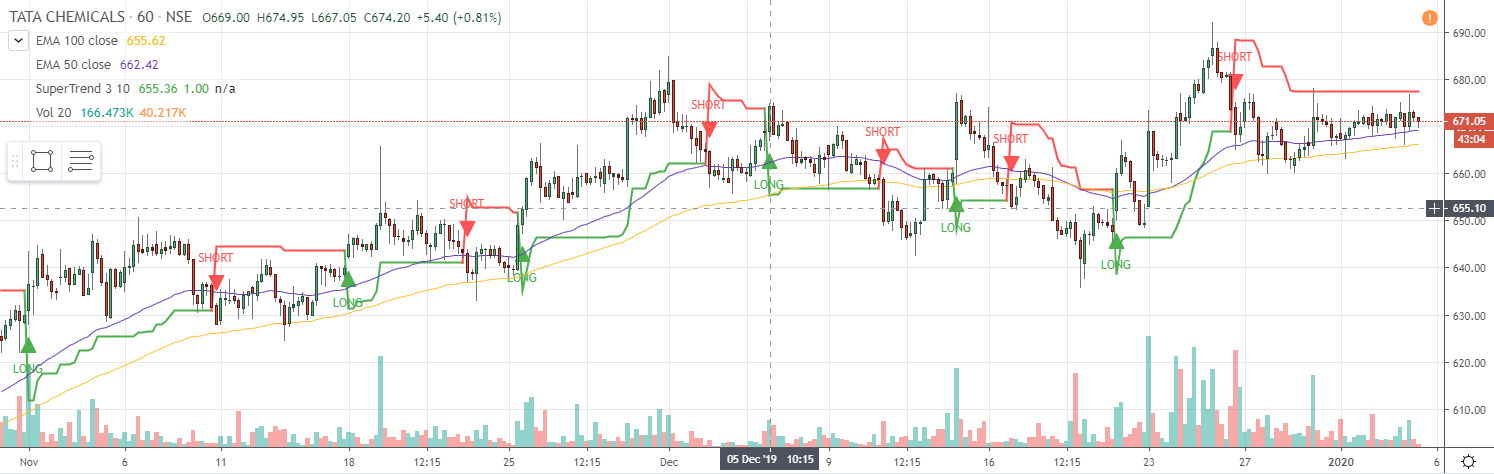 TATA CHEMICALS · 60 · NSE O669.00 H674.95 L667.05 C674.20 +5.40 (+0.81%)
EMA 100 close 655.62
EMA 50 close 662.42
SuperTrend 3 10 655.36 1.00 n/a
Vol 20 166.473K 40.217K
!
690.00
SHORT
680.00
SHORT
671.05
43:04
SHORT
SHORT
660.00
LONG
SHORT
655.10
650.00
LONG
SHORT
LONG
640.00
LONG
LONG
630.00
620.00
LONG
610.00
Nov 6 11 18 12:15 25 12:15 Dec 05 Dec '19 10:15 9 12:15 16 12:15 23 27 2020 6